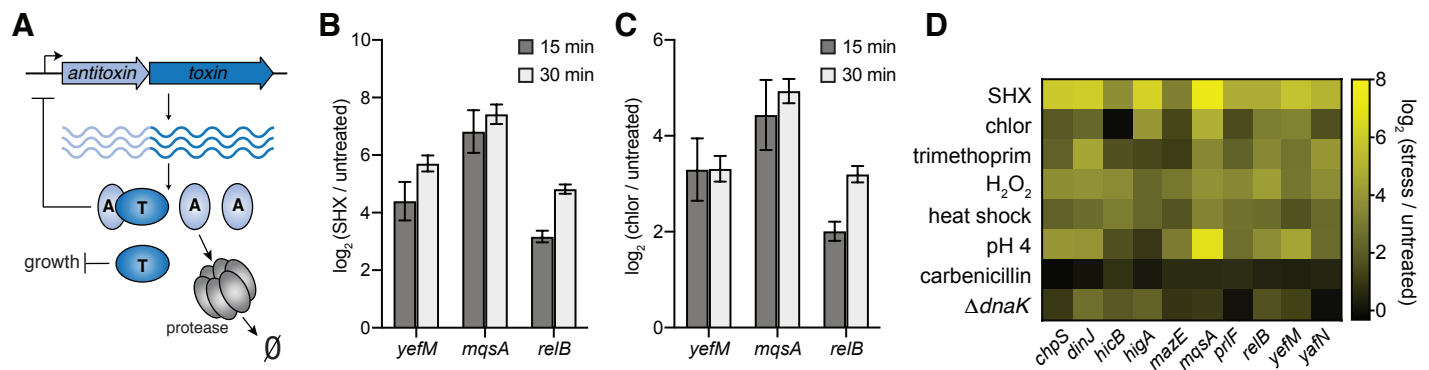 A
antitoxin
toxin
A
T
A
A
growth
T
protease
Ø
B
log2 (SHX / untreated)
10
8
6
4
2
0
15 min
30 min
yefM
mqsA
relB
C
log2 (chlor / untreated)
6
4
2
0
15 min
30 min
yefM
mqsA
relB
D
SHX
chlor
trimethoprim
H2O2
heat shock
pH 4
carbenicillin
ΔdnaK
chpS
dinJ
hicB
higA
mazE
mqsA
prlF
relB
yefM
yafN
8
6
4
2
0
log2 (stress / untreated)